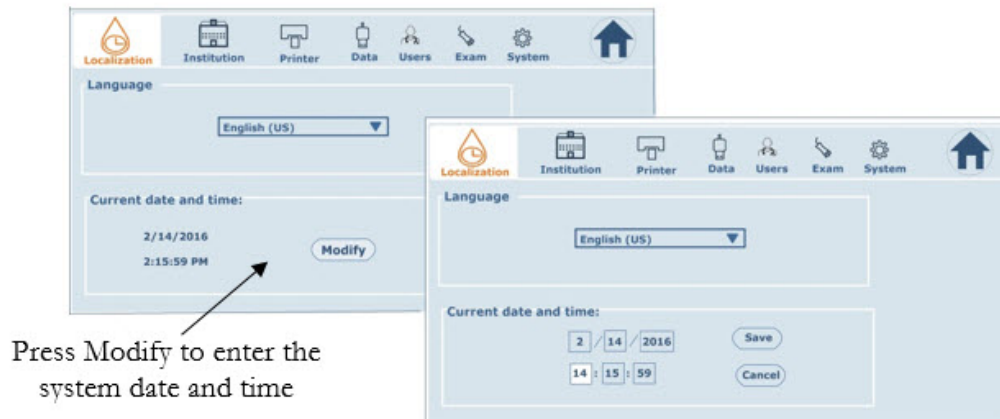 Localization Institution Printer Data Users Exam System
Language
English (US)
Current date and time:
2/14/2016
2:15:59 PM
Modify
Press Modify to enter the
system date and time
Localization Institution Printer Data Users Exam System
Language
English (US)
Current date and time:
2 / 14 / 2016
Save
14 : 15 : 59
Cancel